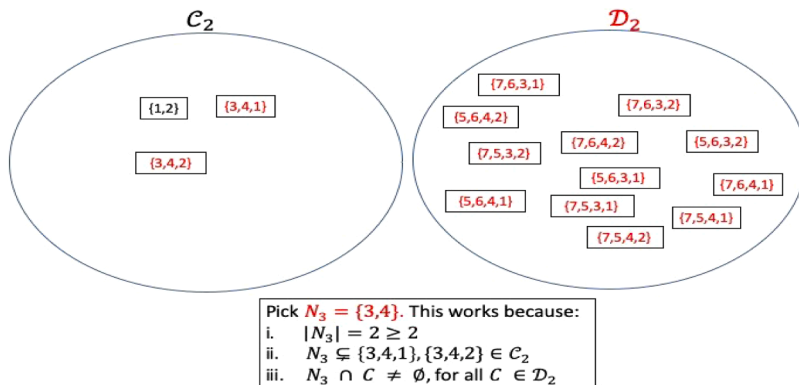 𝒞₂
𝒟₂
{1,2}
{3,4,1}
{3,4,2}
{7,6,3,1}
{7,6,3,2}
{5,6,4,2}
{7,6,4,2}
{5,6,3,2}
{7,5,3,2}
{5,6,3,1}
{7,6,4,1}
{5,6,4,1}
{7,5,3,1}
{7,5,4,1}
{7,5,4,2}
Pick N₃ = {3,4}. This works because:
i. |N₃| = 2 ≥ 2
ii. N₃ ⊊ {3,4,1},{3,4,2} ∈ 𝒞₂
iii. N₃ ∩ C ≠ ∅, for all C ∈ 𝒟₂